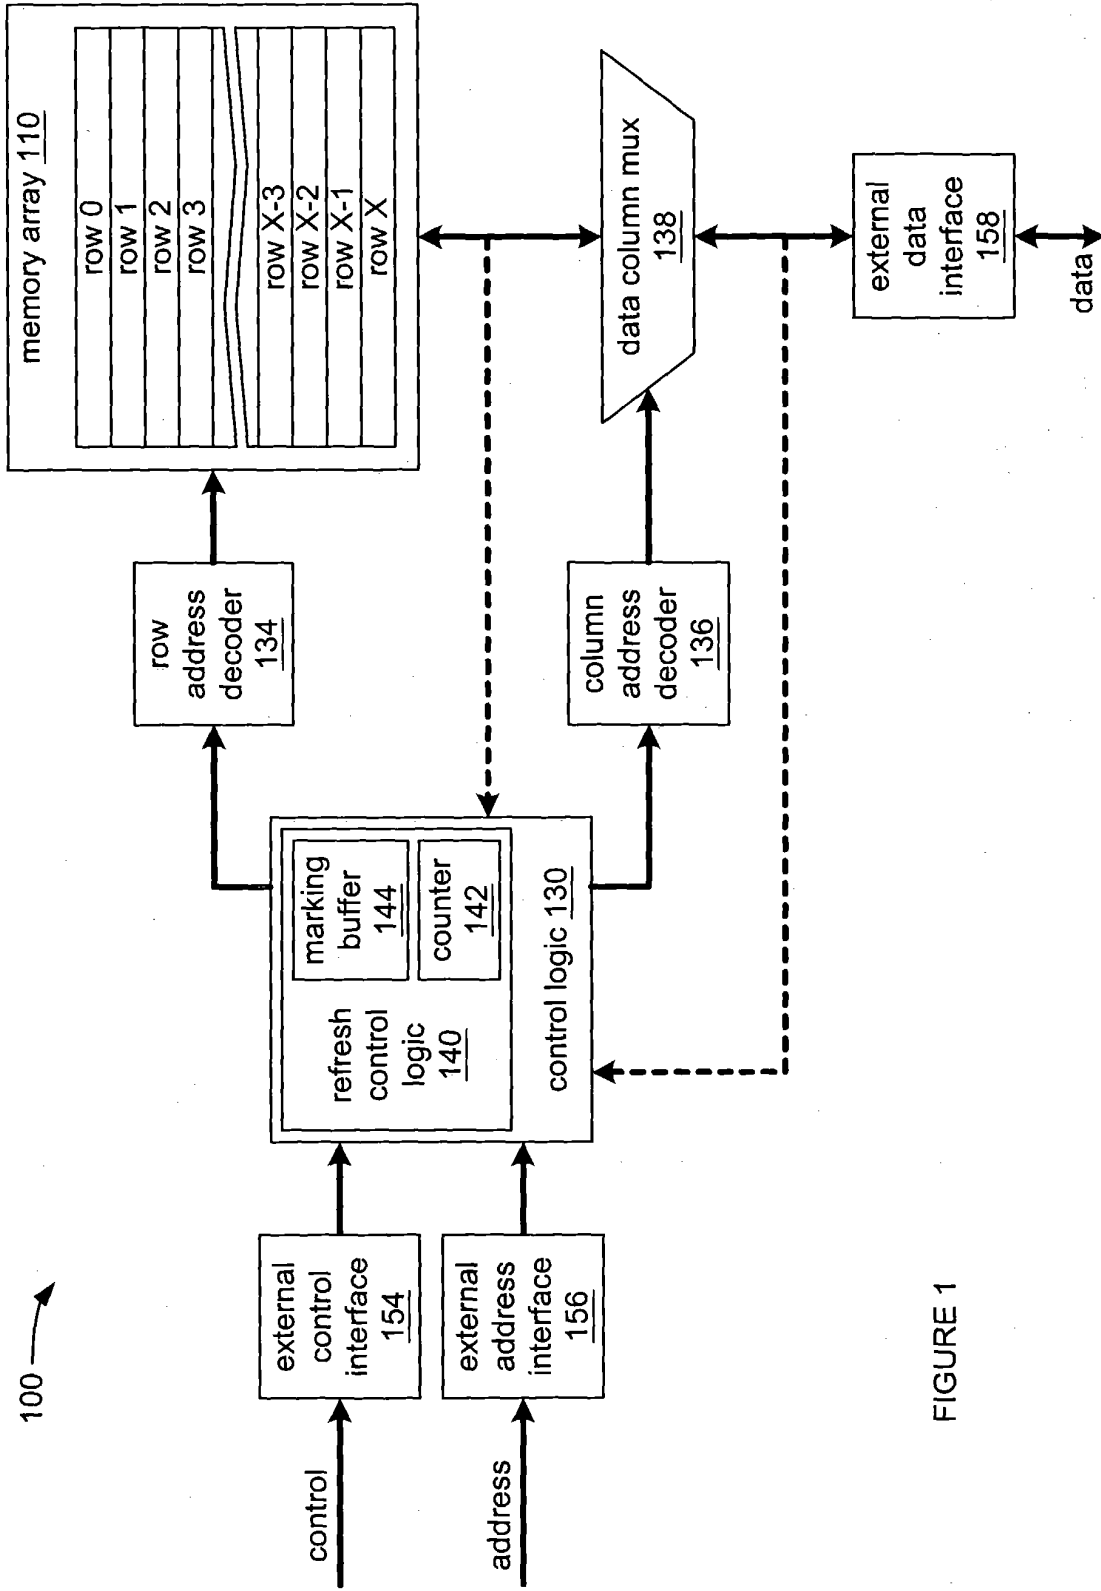 100
memory array 110
row 0
row 1
row 2
row 3
row X-3
row X-2
row X-1
row X
row
address
decoder
134
control
external
control
interface
154
refresh
control
logic
140
marking
buffer
144
counter
142
control logic 130
address
external
address
interface
156
column
address
decoder
136
data column mux
138
external
data
interface
158
data
FIGURE 1